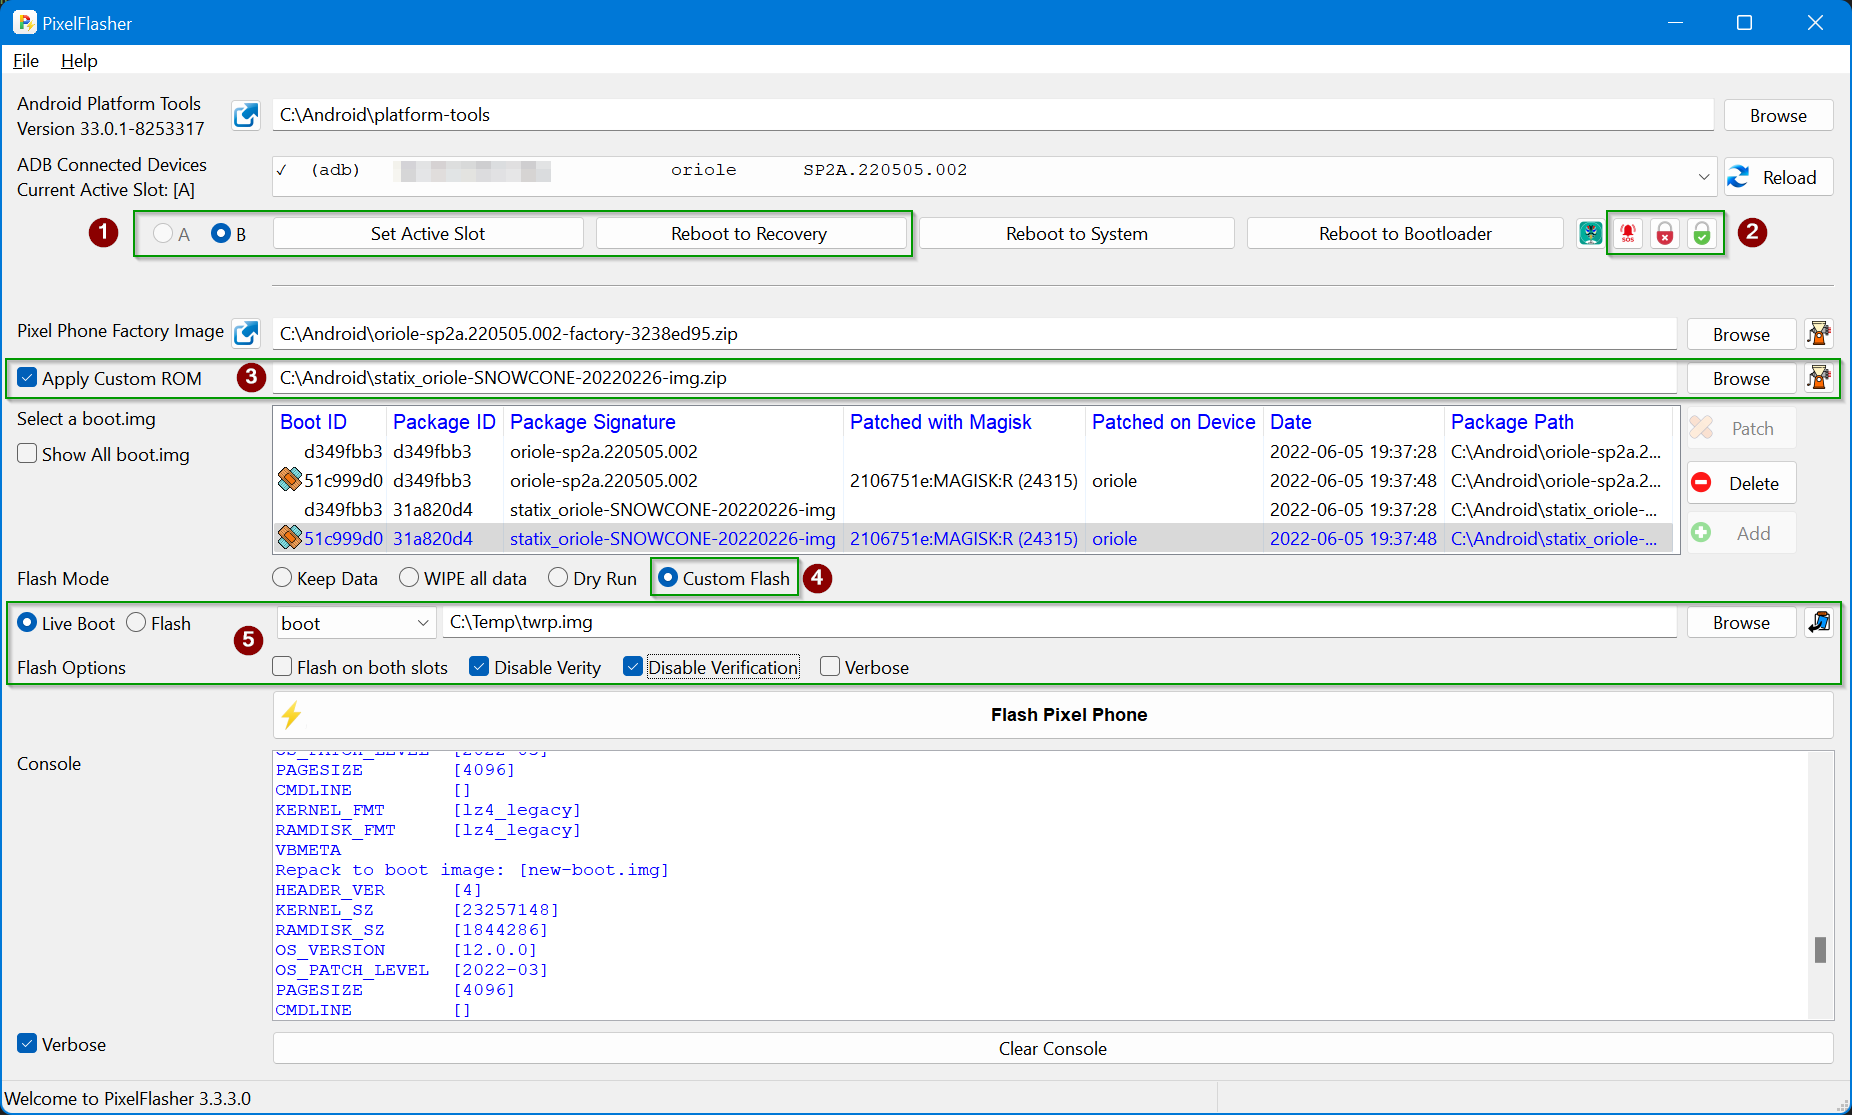 PixelFlasher
File Help
Android Platform Tools
Version 33.0.1-8253317
C:\Android\platform-tools
Browse
ADB Connected Devices
Current Active Slot: [A]
✓ (adb) oriole SP2A.220505.002
Reload
1 A B Set Active Slot Reboot to Recovery Reboot to System Reboot to Bootloader SOS 2
Pixel Phone Factory Image C:\Android\oriole-sp2a.220505.002-factory-3238ed95.zip Browse
Apply Custom ROM 3 C:\Android\statix_oriole-SNOWCONE-20220226-img.zip Browse
Select a boot.img
Show All boot.img
Boot ID Package ID Package Signature Patched with Magisk Patched on Device Date Package Path
d349fbb3 d349fbb3 oriole-sp2a.220505.002 2022-06-05 19:37:28 C:\Android\oriole-sp2a.2...
51c999d0 d349fbb3 oriole-sp2a.220505.002 2106751e:MAGISK:R (24315) oriole 2022-06-05 19:37:48 C:\Android\oriole-sp2a.2...
d349fbb3 31a820d4 statix_oriole-SNOWCONE-20220226-img 2022-06-05 19:37:28 C:\Android\statix_oriole-...
51c999d0 31a820d4 statix_oriole-SNOWCONE-20220226-img 2106751e:MAGISK:R (24315) oriole 2022-06-05 19:37:48 C:\Android\statix_oriole-...
Patch
Delete
Add
Flash Mode Keep Data WIPE all data Dry Run Custom Flash 4
Live Boot Flash 5 boot C:\Temp\twrp.img Browse
Flash Options Flash on both slots Disable Verity Disable Verification Verbose
Flash Pixel Phone
Console
OS_PATCH_LEVEL [2022-03]
PAGESIZE [4096]
CMDLINE []
KERNEL_FMT [lz4_legacy]
RAMDISK_FMT [lz4_legacy]
VBMETA
Repack to boot image: [new-boot.img]
HEADER_VER [4]
KERNEL_SZ [23257148]
RAMDISK_SZ [1844286]
OS_VERSION [12.0.0]
OS_PATCH_LEVEL [2022-03]
PAGESIZE [4096]
CMDLINE []
Verbose Clear Console
Welcome to PixelFlasher 3.3.3.0